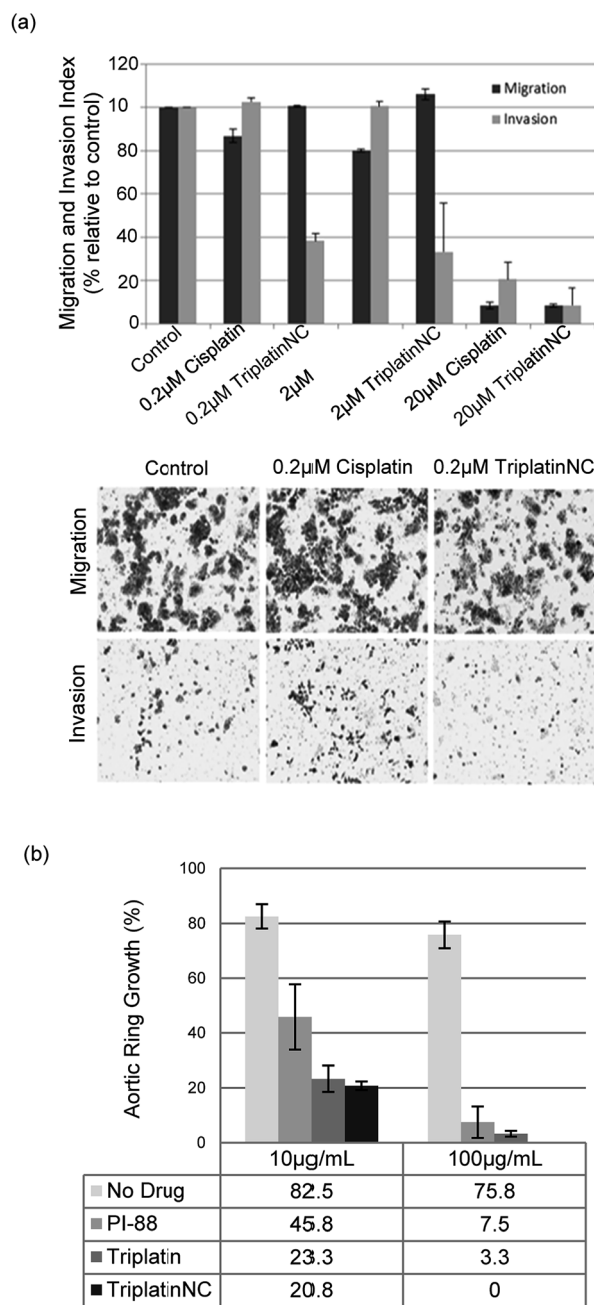 (a)
Migration and Invasion Index
(% relative to control)
120
100
80
60
40
20
0
Migration
Invasion
Control
0.2µM Cisplatin
0.2µM TriplatinNC
2µM
2µM TriplatinNC
20µM Cisplatin
20µM TriplatinNC
Control 0.2µM Cisplatin 0.2µM TriplatinNC
Migration
Invasion
(b)
Aortic Ring Growth (%)
100
80
60
40
20
0
10µg/mL 100µg/mL
No Drug 82.5 75.8
PI-88 45.8 7.5
Triplatin 23.3 3.3
TriplatinNC 20.8 0